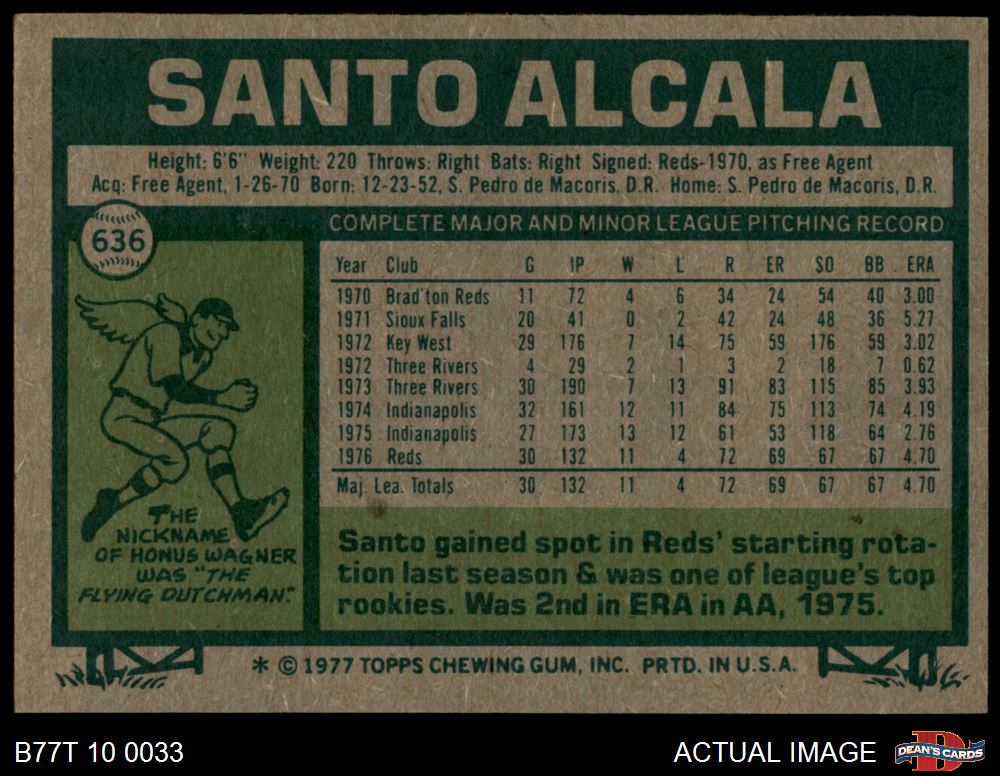 SANTO ALCALA
Height: 6'6" Weight: 220 Throws: Right Bats: Right Signed: Reds-1970, as Free Agent
Acq: Free Agent, 1-26-70 Born: 12-23-52, S. Pedro de Macoris, D.R. Home: S. Pedro de Macoris, D.R.
636
COMPLETE MAJOR AND MINOR LEAGUE PITCHING RECORD
Year Club G IP W L R ER SO BB ERA
1970 Brad'ton Reds 11 72 4 6 34 24 54 40 3.00
1971 Sioux Falls 20 41 0 2 42 24 48 36 5.27
1972 Key West 29 176 7 14 75 59 176 59 3.02
1972 Three Rivers 4 29 2 1 3 2 18 7 0.62
1973 Three Rivers 30 190 7 13 91 83 115 85 3.93
1974 Indianapolis 32 161 12 11 84 75 113 74 4.19
1975 Indianapolis 27 173 13 12 61 53 118 64 2.76
1976 Reds 30 132 11 4 72 69 67 67 4.70
Maj. Lea. Totals 30 132 11 4 72 69 67 67 4.70
THE
NICKNAME
OF HONUS WAGNER
WAS "THE
FLYING DUTCHMAN."
Santo gained spot in Reds' starting rota-
tion last season & was one of league's top
rookies. Was 2nd in ERA in AA, 1975.
* © 1977 TOPPS CHEWING GUM, INC. PRTD. IN U.S.A.
B77T 10 0033
ACTUAL IMAGE
D
DEAN'S CARDS